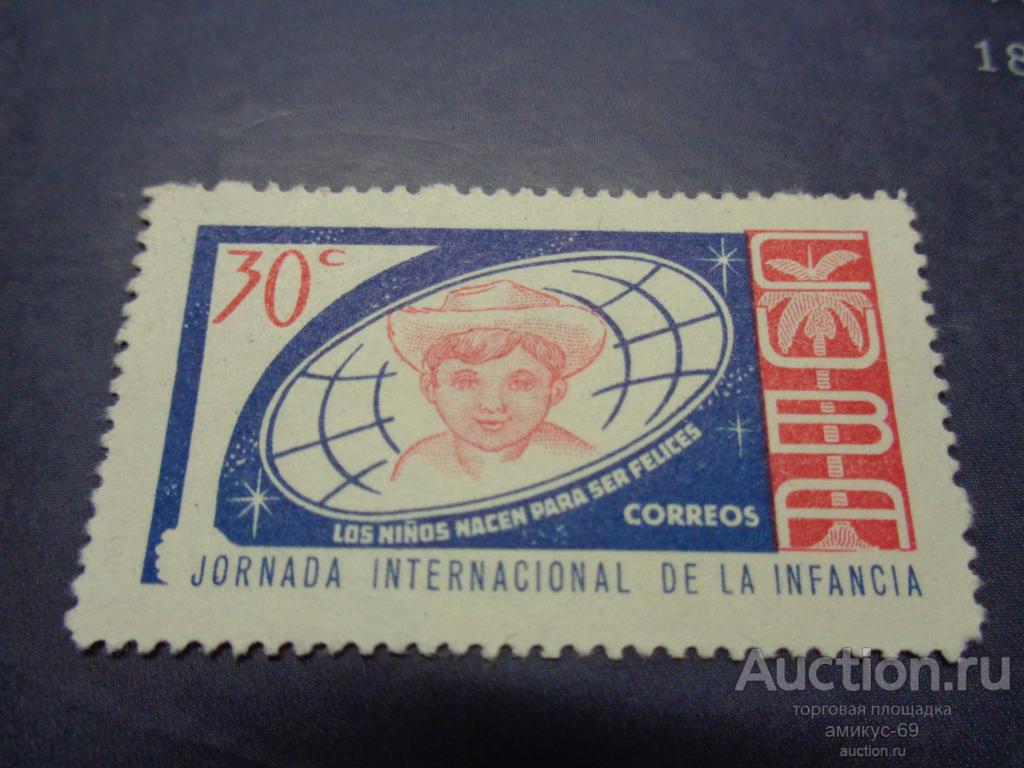 18
30c
CUBA
LOS NIÑOS NACEN PARA SER FELICES
CORREOS
JORNADA INTERNACIONAL DE LA INFANCIA
Auction.ru
торговая площадка
амикус-69
auction.ru